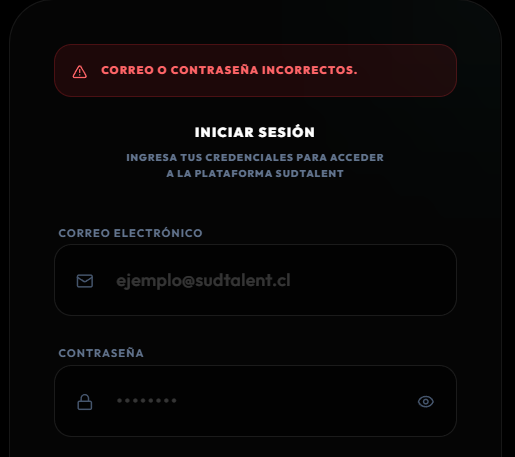 CORREO O CONTRASEÑA INCORRECTOS.
INICIAR SESIÓN
INGRESA TUS CREDENCIALES PARA ACCEDER
A LA PLATAFORMA SUDTALENT
CORREO ELECTRÓNICO
ejemplo@sudtalent.cl
CONTRASEÑA
••••••••